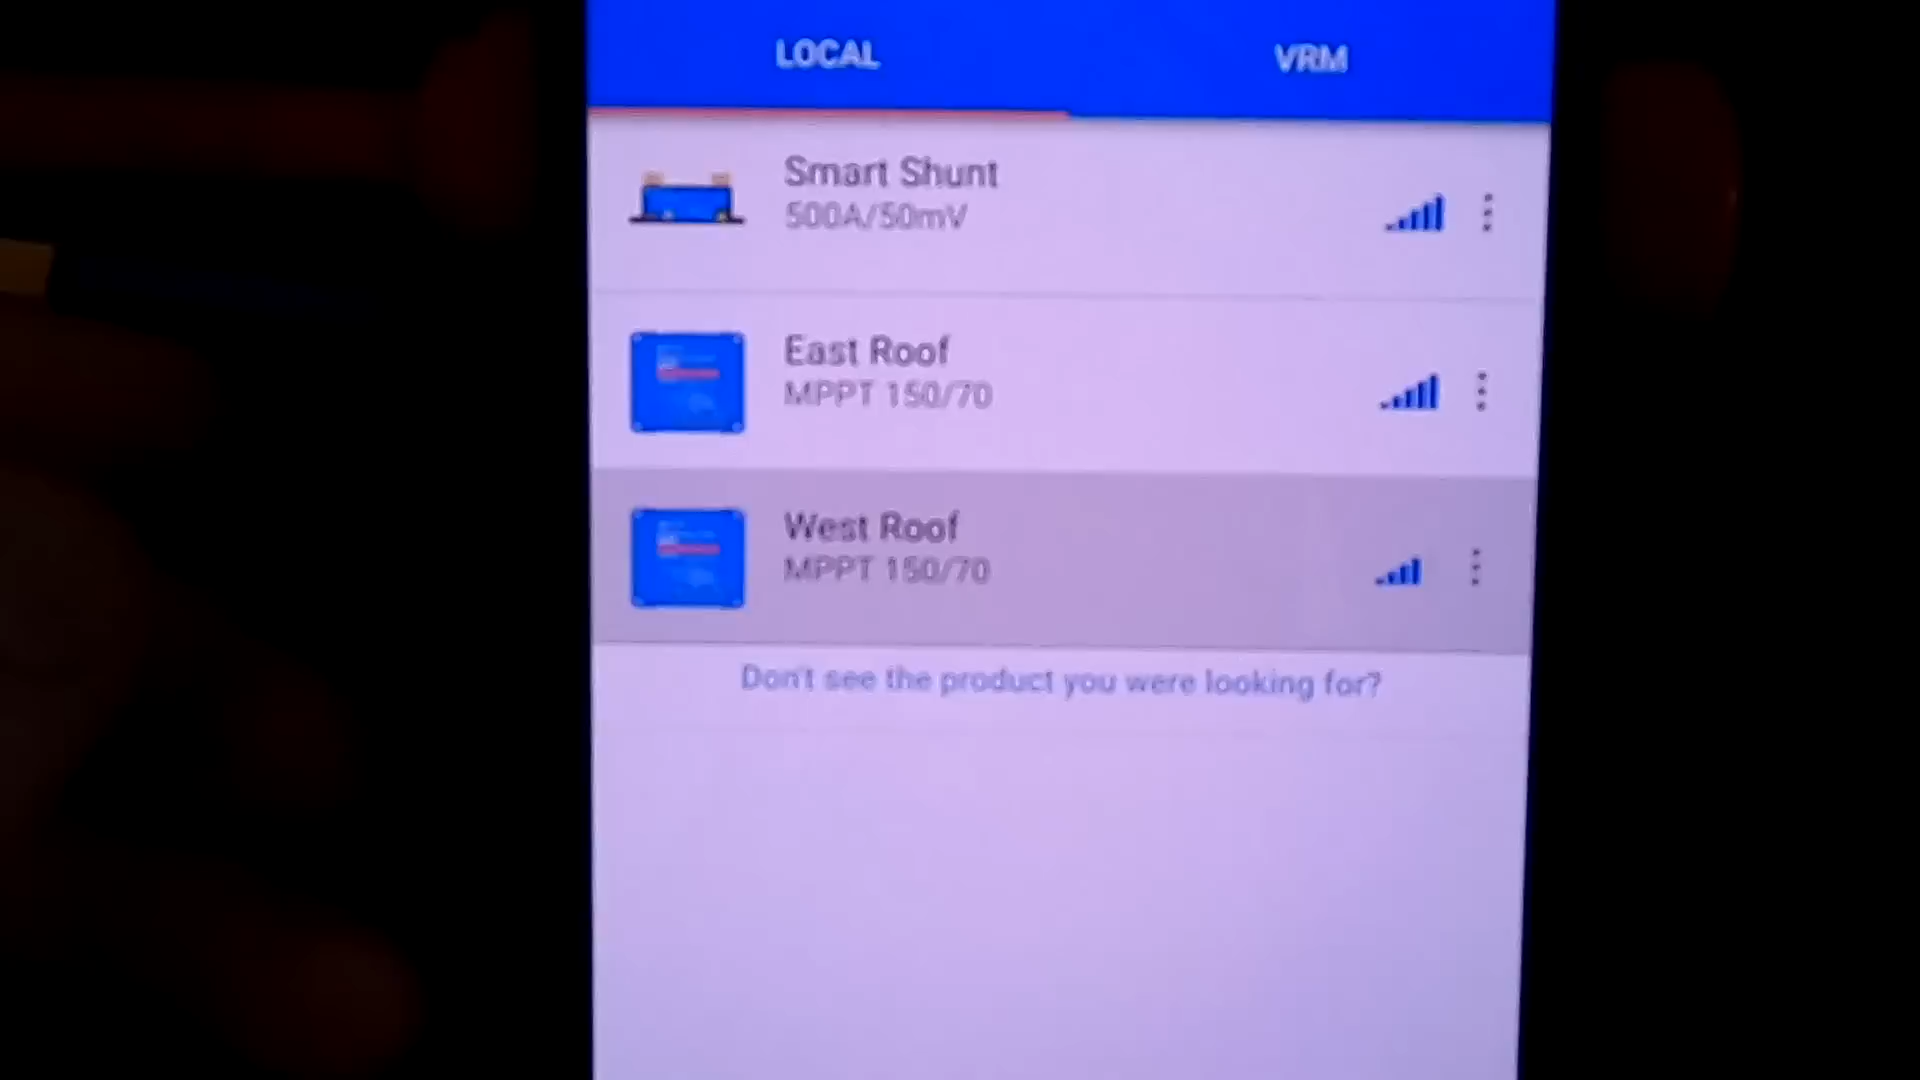 LOCAL
VRM
Smart Shunt
500A/50mV
East Roof
MPPT 150/70
West Roof
MPPT 150/70
Don't see the product you were looking for?